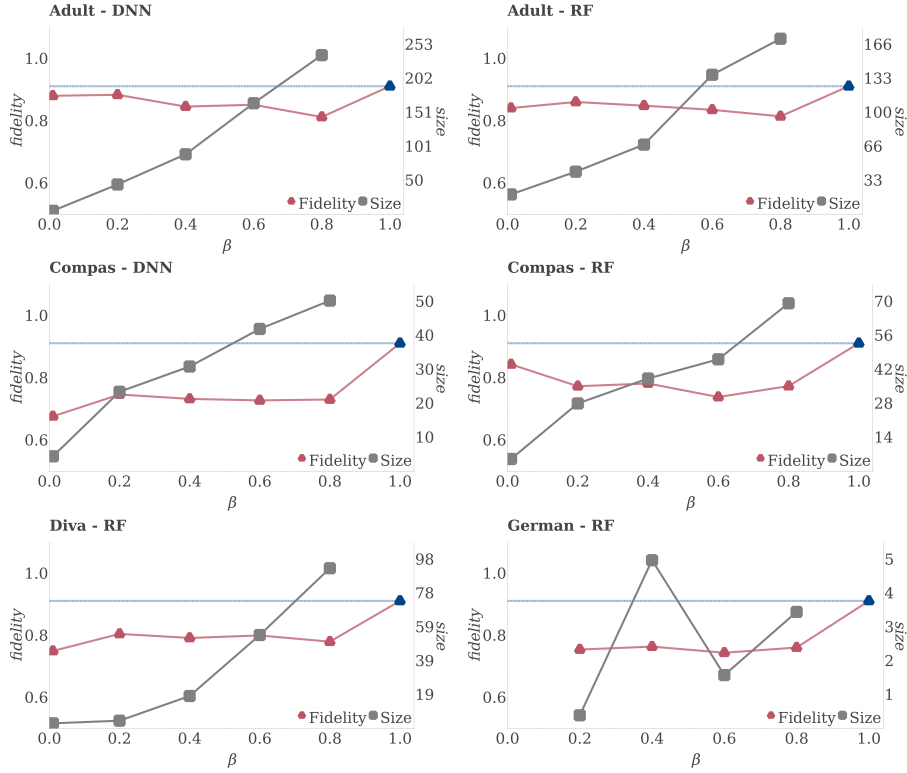 Adult - DNN
1.0
0.8
0.6
fidelity
253
202
151
101
50
size
Fidelity Size
0.0 0.2 0.4 0.6 0.8 1.0
β
Adult - RF
1.0
0.8
0.6
fidelity
166
133
100
66
33
size
Fidelity Size
0.0 0.2 0.4 0.6 0.8 1.0
β
Compas - DNN
1.0
0.8
0.6
fidelity
50
40
30
20
10
size
Fidelity Size
0.0 0.2 0.4 0.6 0.8 1.0
β
Compas - RF
1.0
0.8
0.6
fidelity
70
56
42
28
14
size
Fidelity Size
0.0 0.2 0.4 0.6 0.8 1.0
β
Diva - RF
1.0
0.8
0.6
fidelity
98
78
59
39
19
size
Fidelity Size
0.0 0.2 0.4 0.6 0.8 1.0
β
German - RF
1.0
0.8
0.6
fidelity
5
4
3
2
1
size
Fidelity Size
0.0 0.2 0.4 0.6 0.8 1.0
β